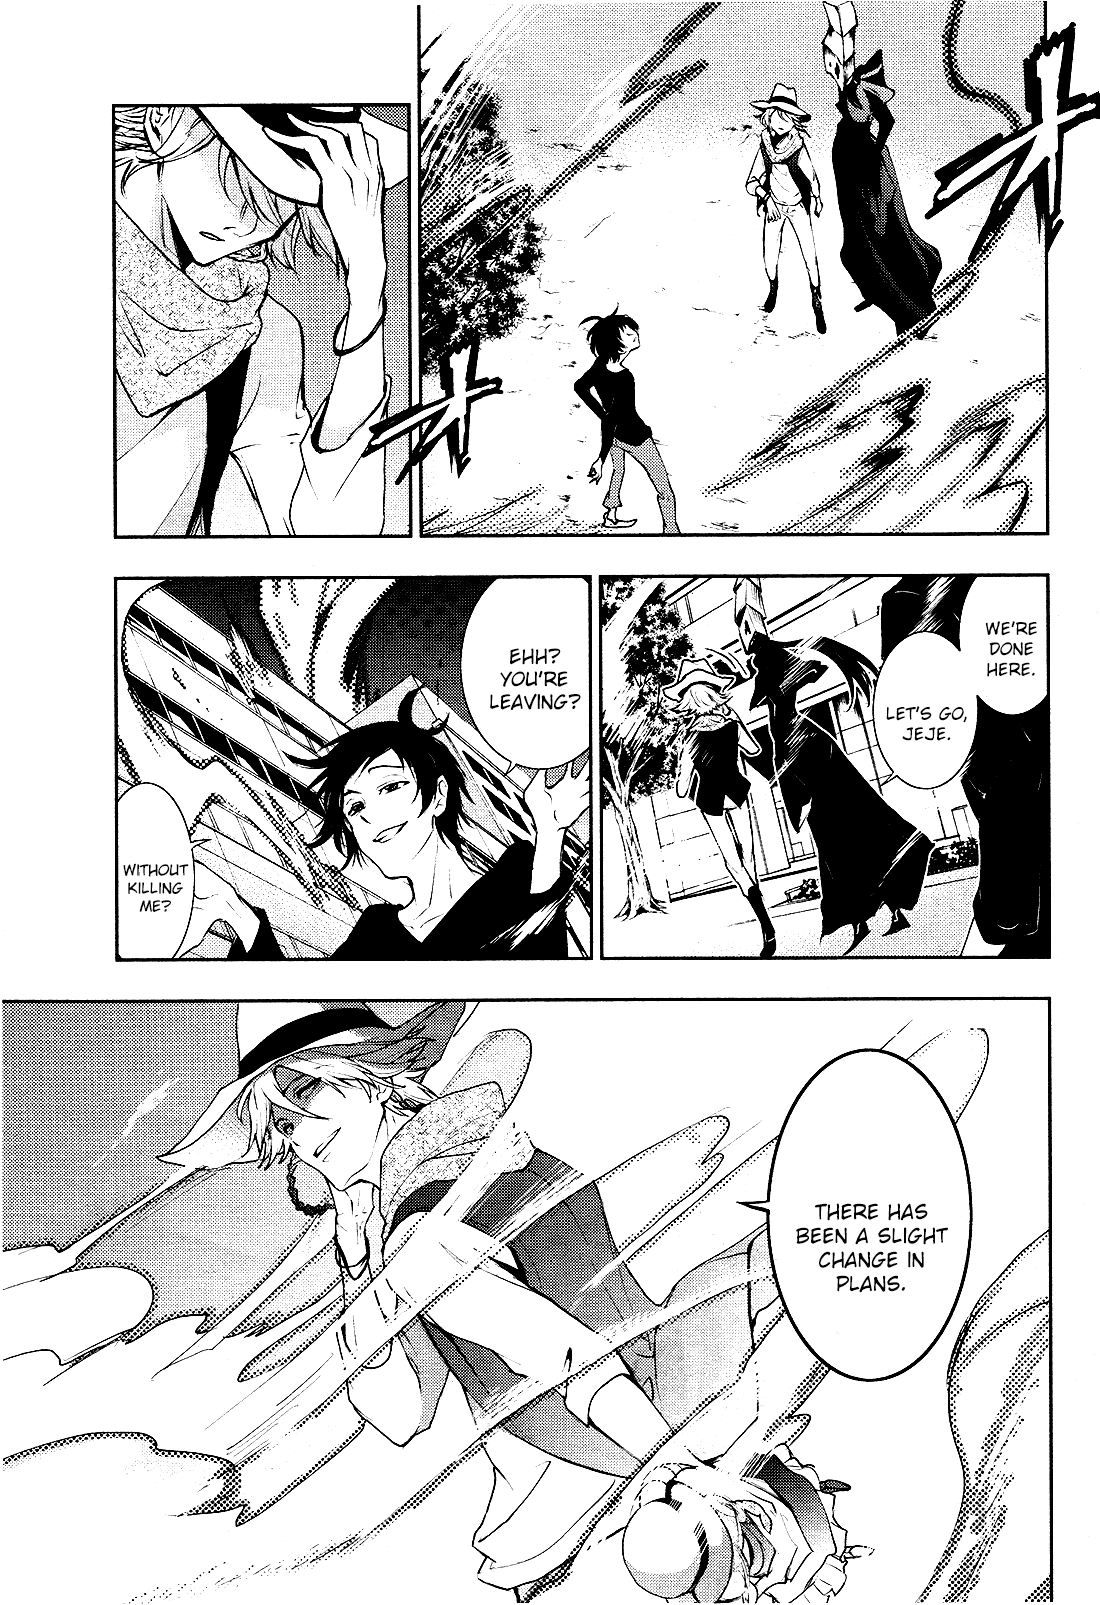 WE'RE
DONE
HERE.
LET'S GO,
JEJE.
EHH?
YOU'RE
LEAVING?
WITHOUT
KILLING
ME?
THERE HAS
BEEN A SLIGHT
CHANGE IN
PLANS.